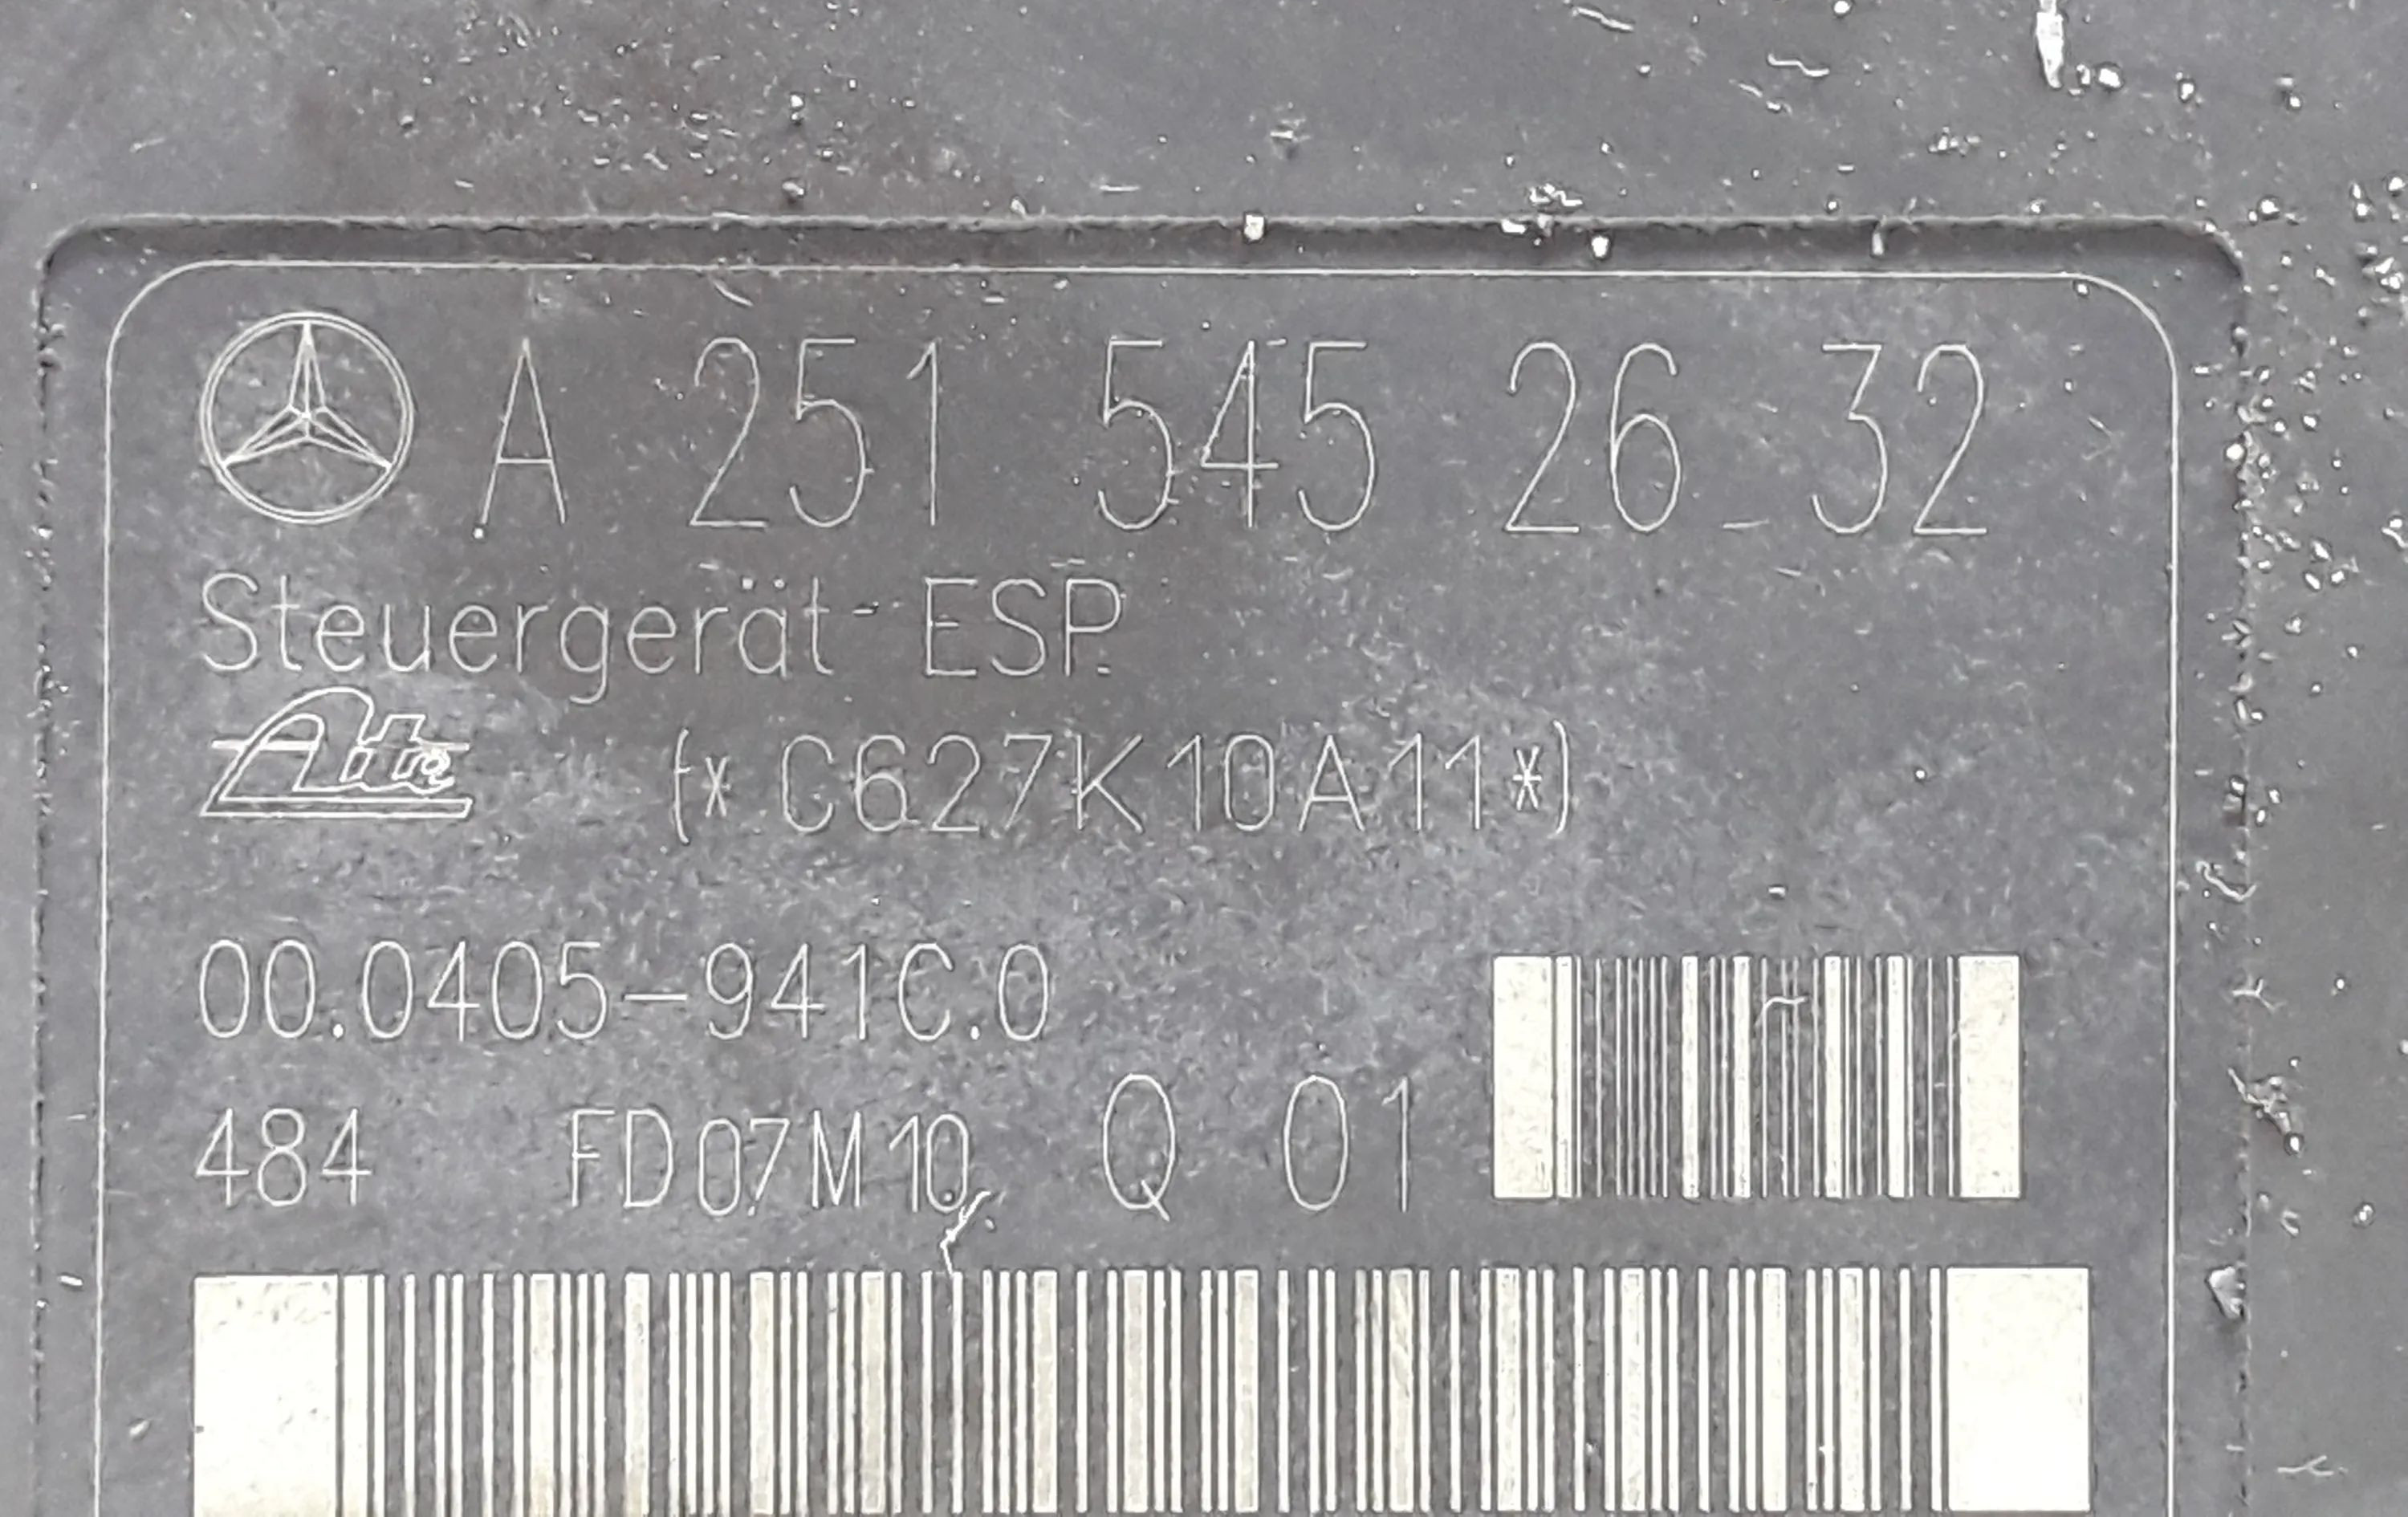 A 251 545 26 32
Steuergerät ESP
Ate (*C627K10A11*)
00.0405-941C.0
484 FD07M10 Q 01